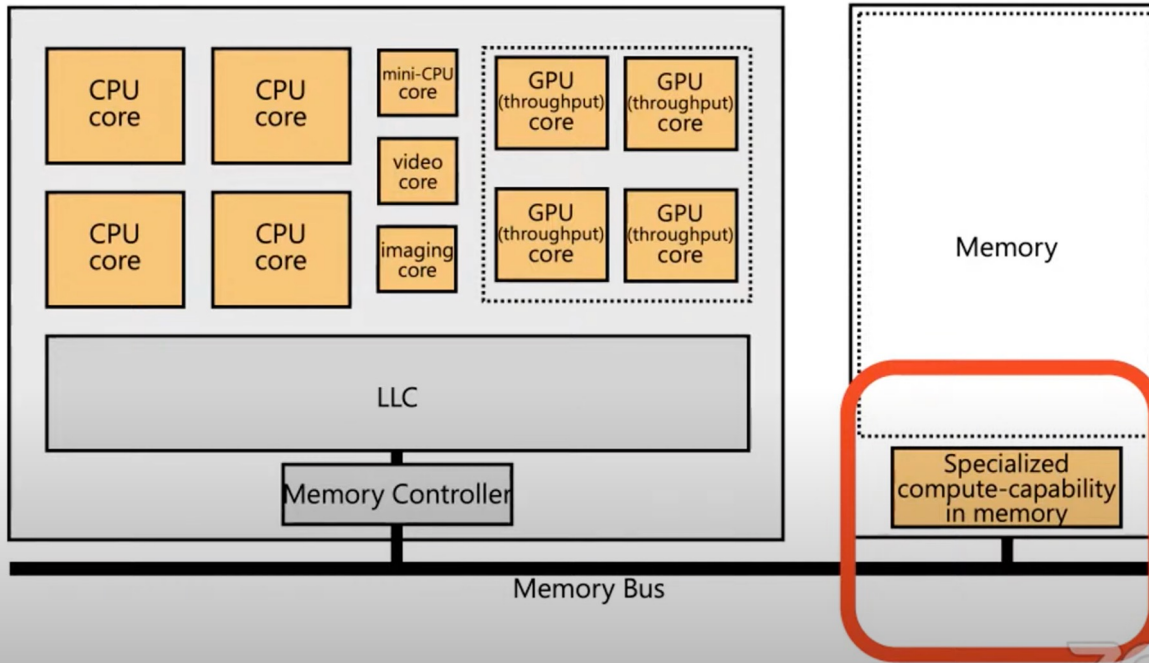 CPU
core
CPU
core
mini-CPU
core
video
core
imaging
core
GPU
(throughput)
core
GPU
(throughput)
core
CPU
core
CPU
core
GPU
(throughput)
core
GPU
(throughput)
core
LLC
Memory Controller
Memory
Specialized
compute-capability
in memory
Memory Bus